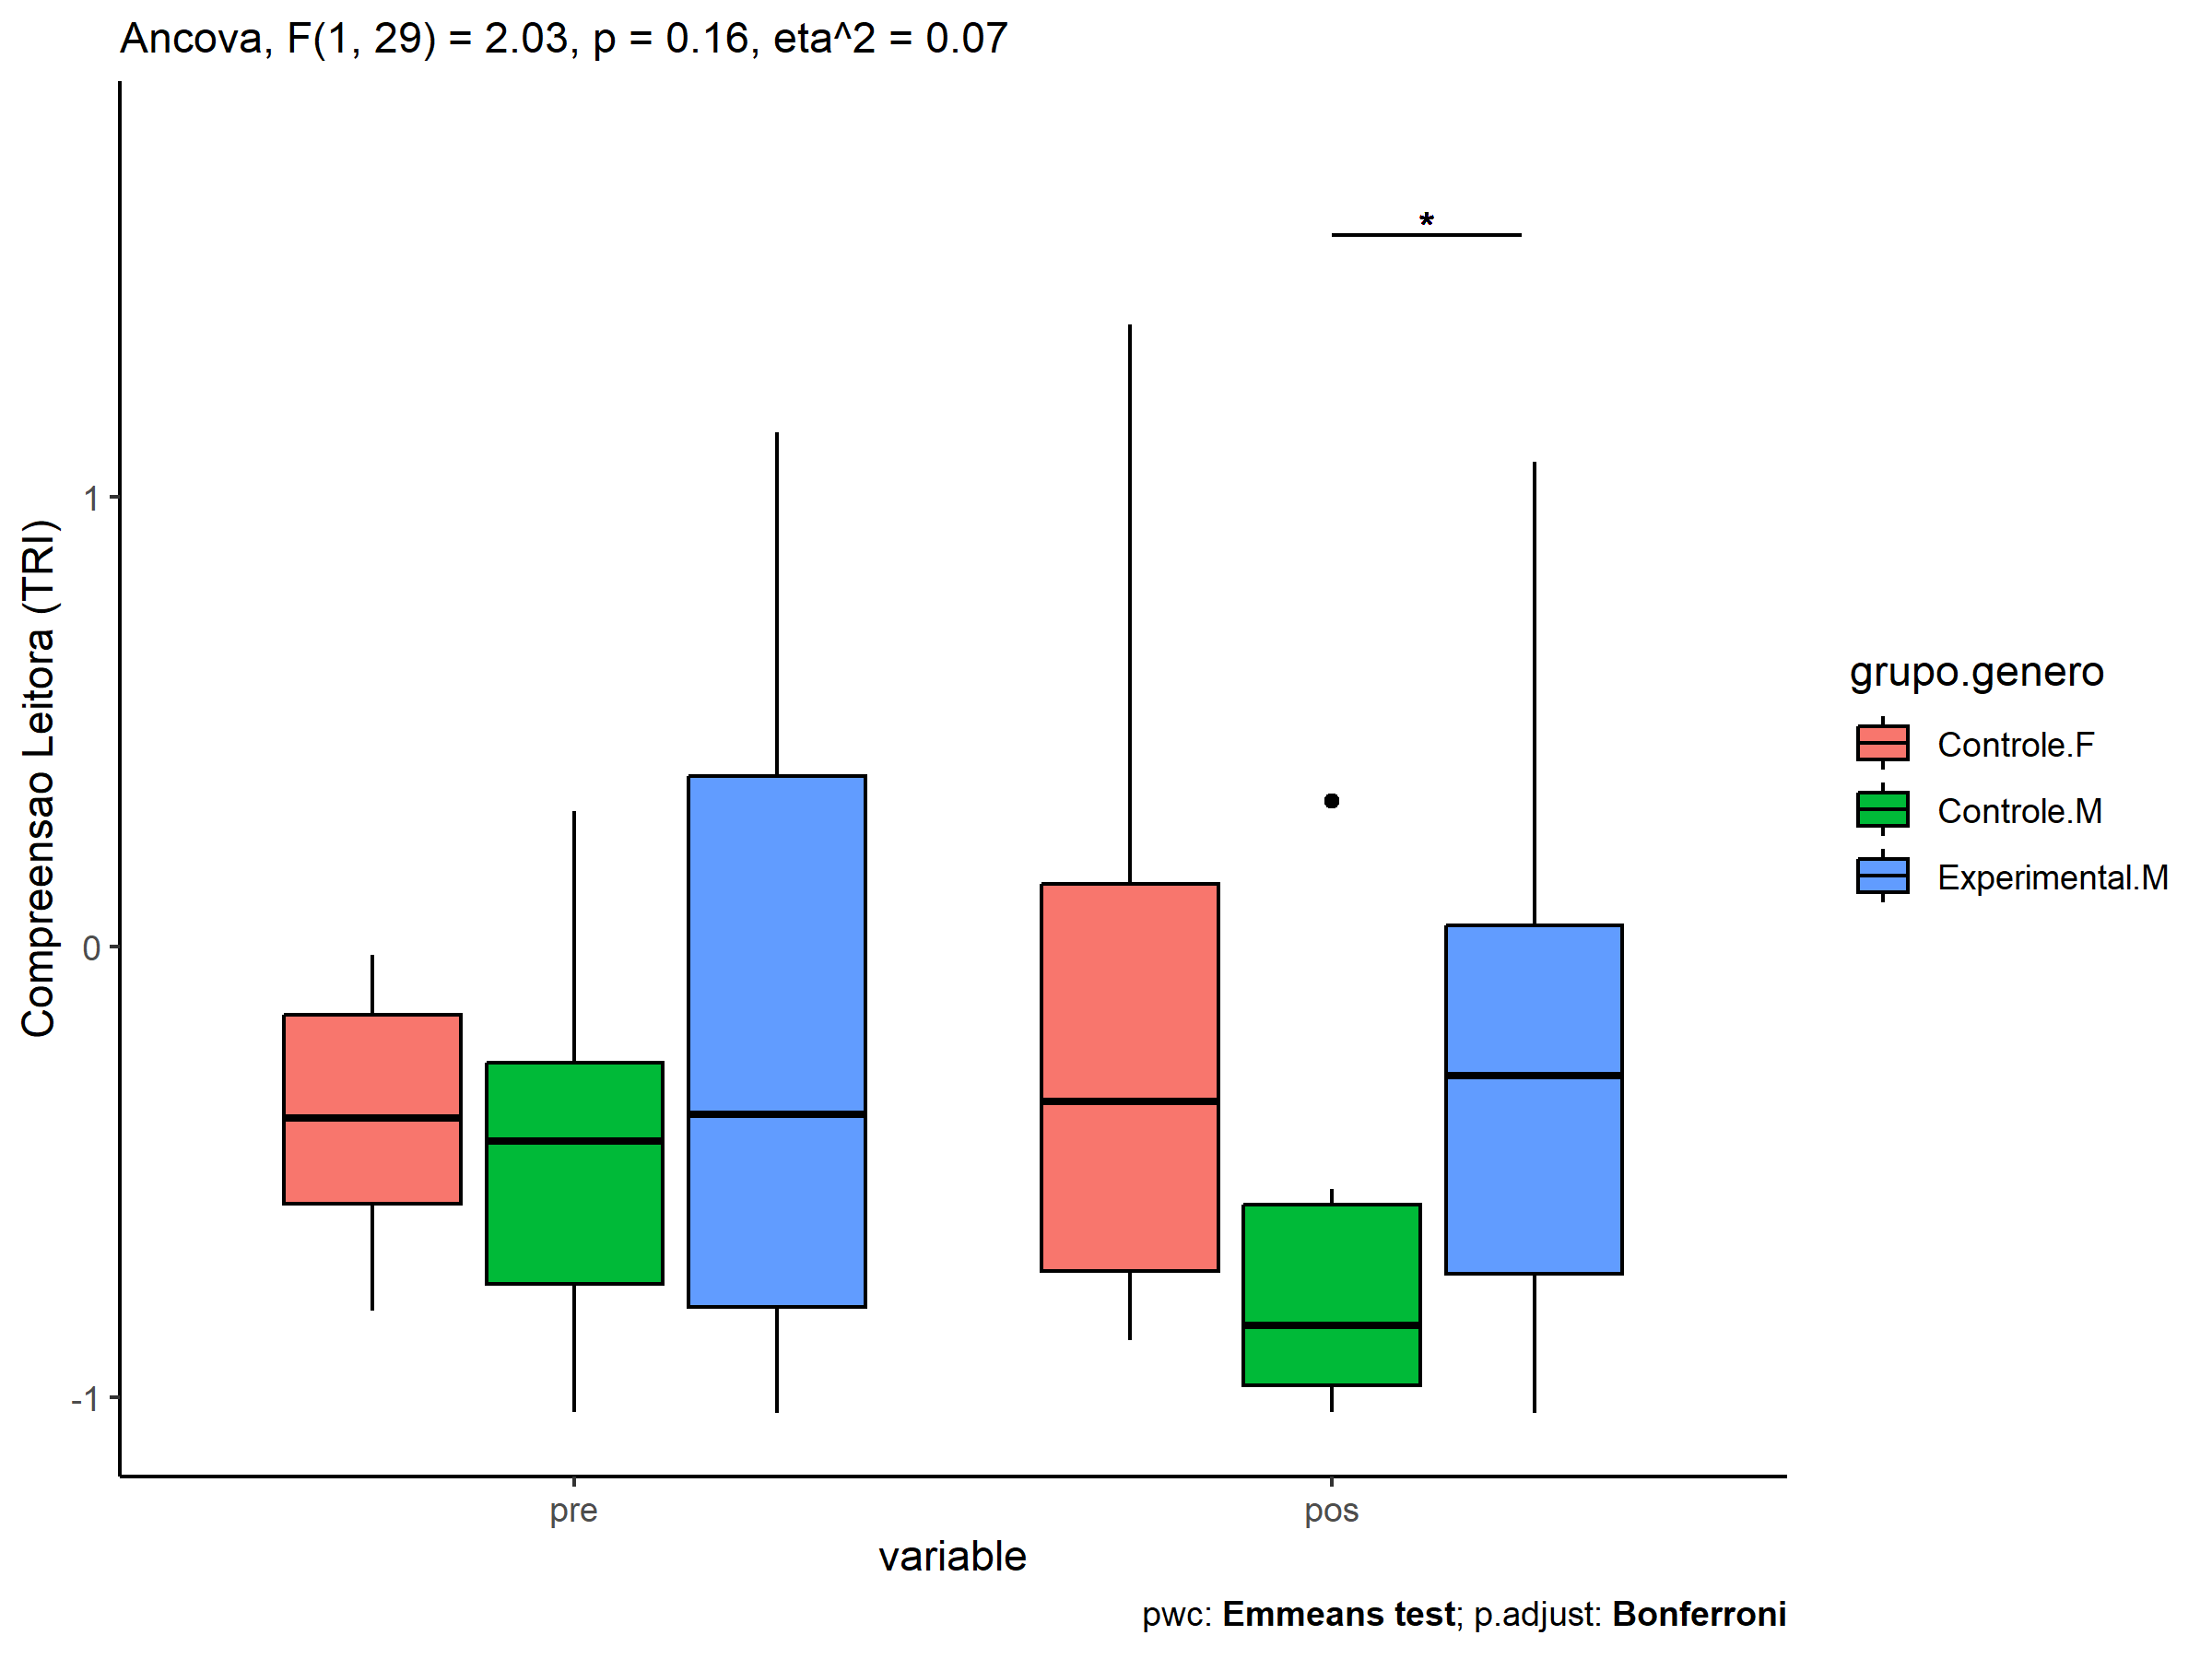 Ancova, F(1, 29) = 2.03, p = 0.16, eta^2 = 0.07
*
1
0
-1
Compreensao Leitora (TRI)
pre
pos
variable
grupo.genero
Controle.F
Controle.M
Experimental.M
pwc: Emmeans test; p.adjust: Bonferroni